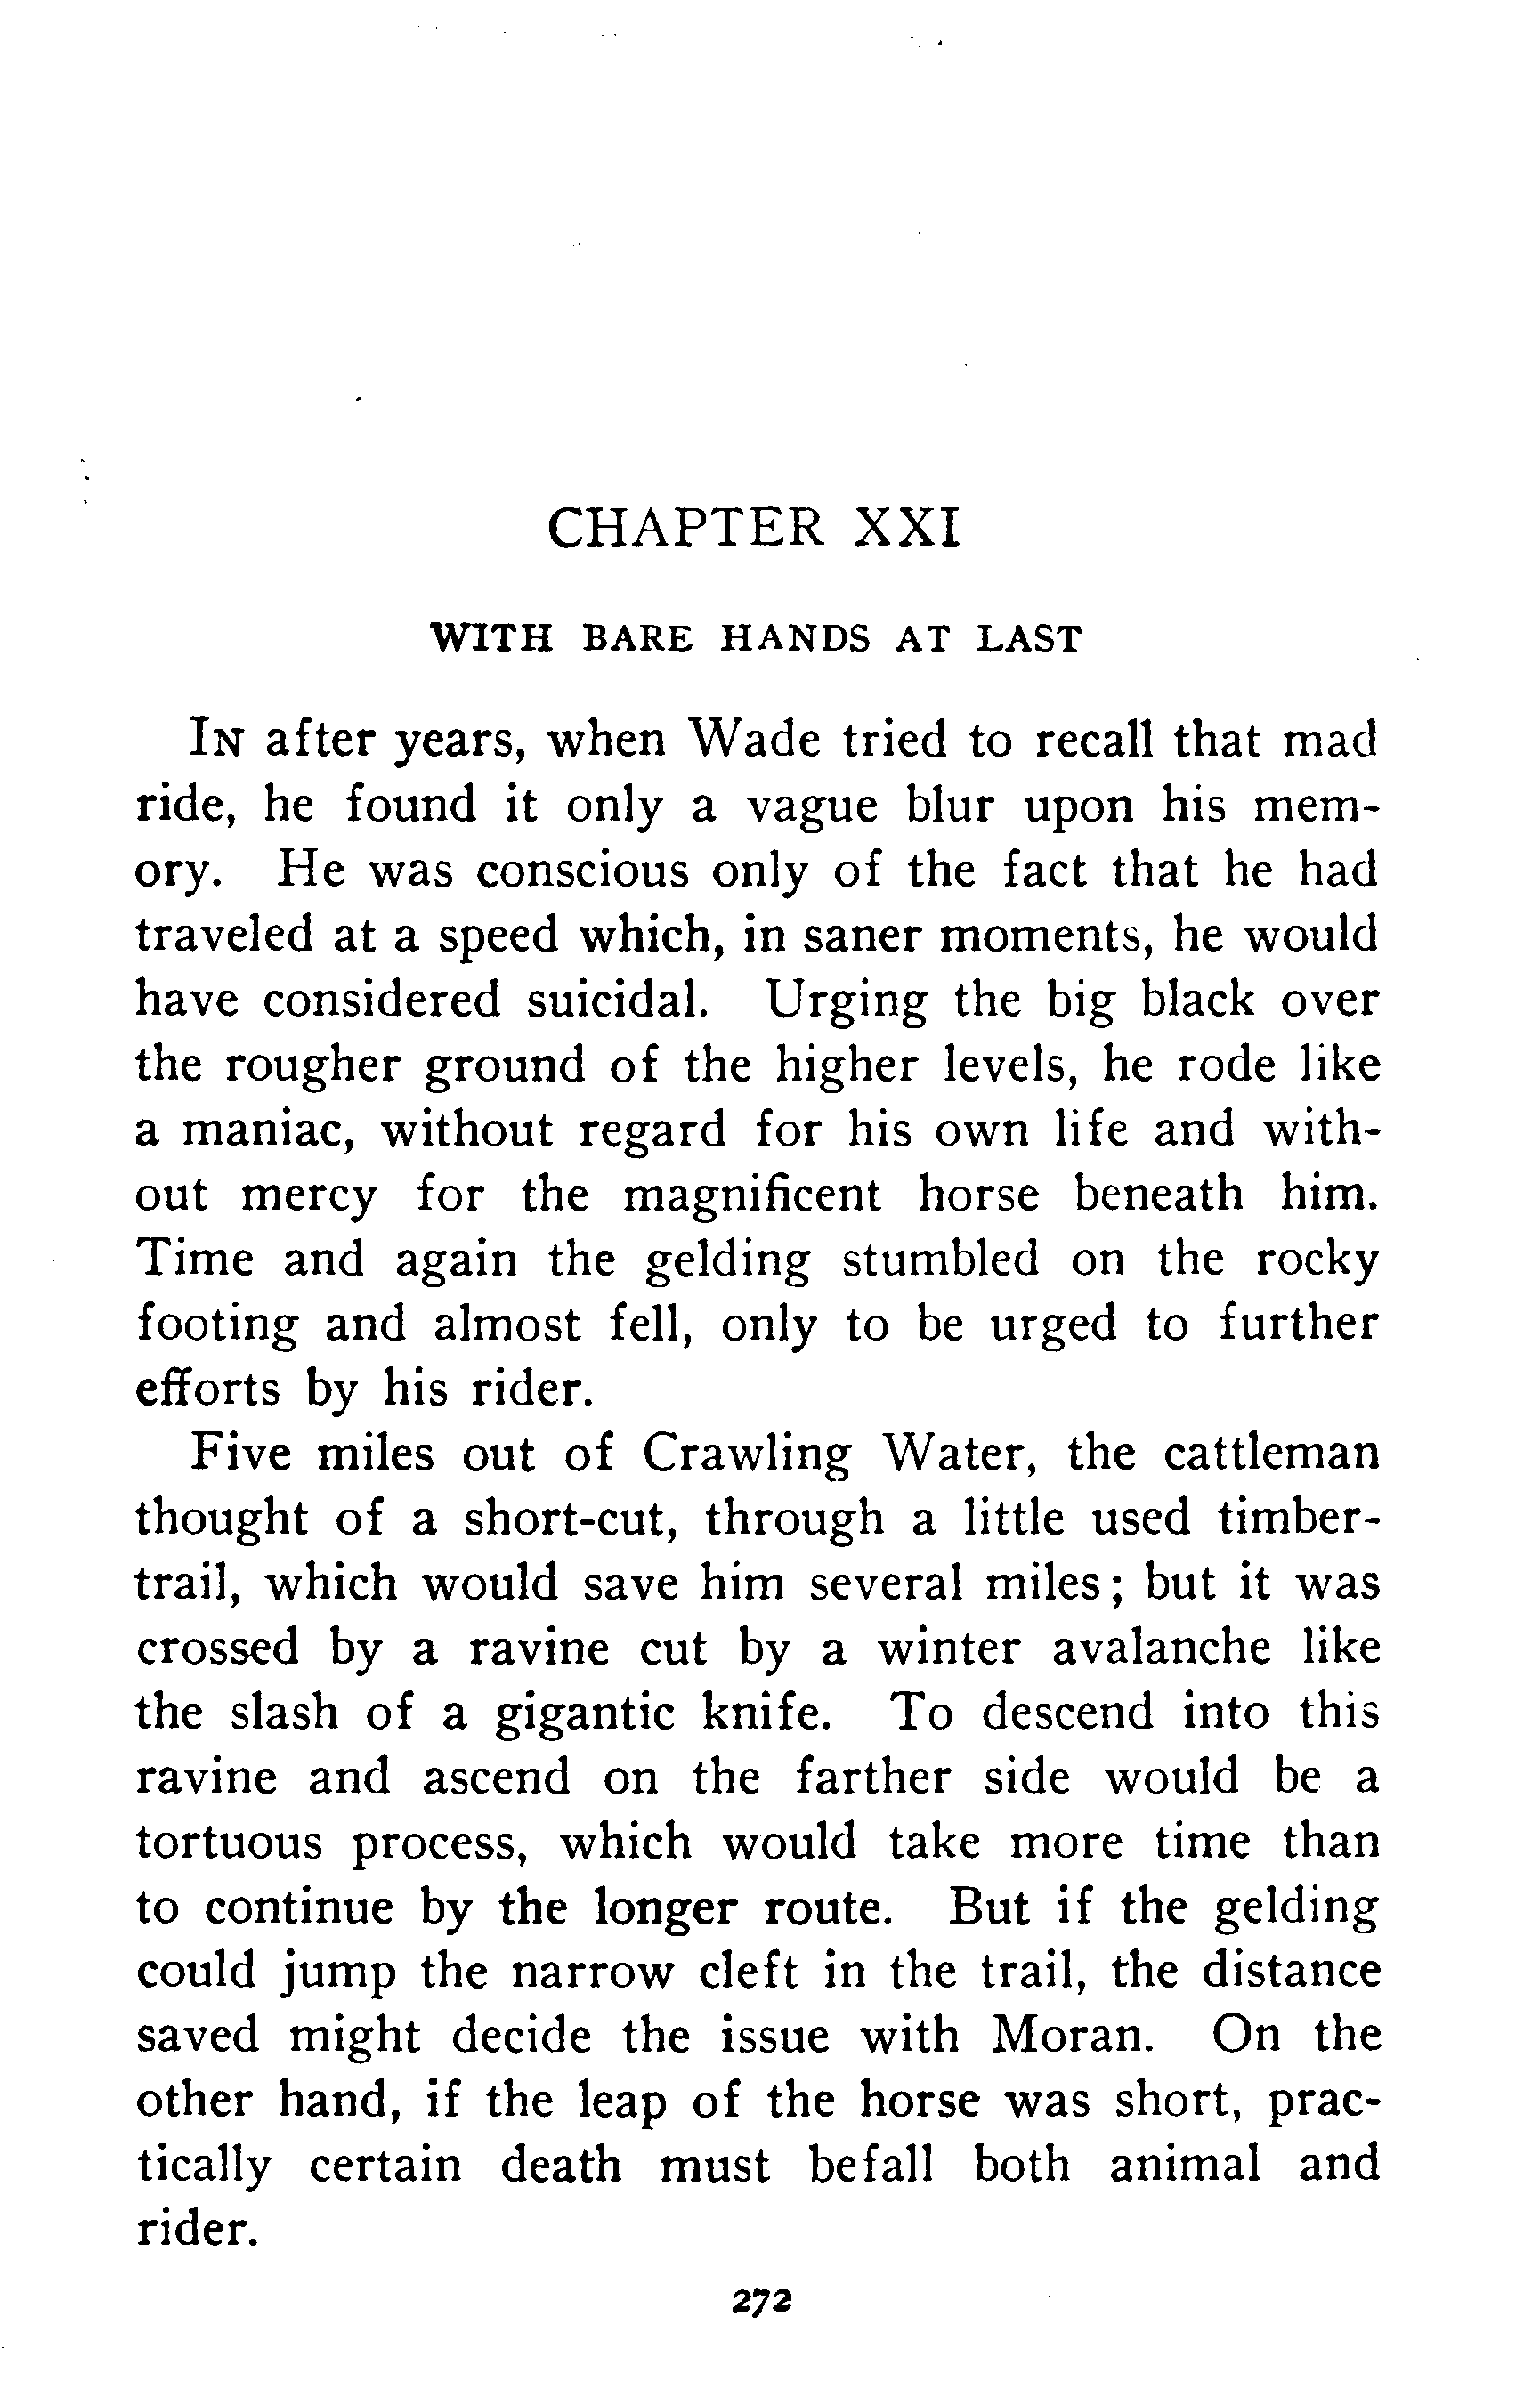 CHAPTER XXI
WITH BARE HANDS AT LAST
In after years, when Wade tried to recall that mad
ride, he found it only a vague blur upon his mem-
ory. He was conscious only of the fact that he had
traveled at a speed which, in saner moments, he would
have considered suicidal. Urging the big black over
the rougher ground of the higher levels, he rode like
a maniac, without regard for his own life and with-
out mercy for the magnificent horse beneath him.
Time and again the gelding stumbled on the rocky
footing and almost fell, only to be urged to further
efforts by his rider.
Five miles out of Crawling Water, the cattleman
thought of a short-cut, through a little used timber-
trail, which would save him several miles; but it was
crossed by a ravine cut by a winter avalanche like
the slash of a gigantic knife. To descend into this
ravine and ascend on the farther side would be a
tortuous process, which would take more time than
to continue by the longer route. But if the gelding
could jump the narrow cleft in the trail, the distance
saved might decide the issue with Moran. On the
other hand, if the leap of the horse was short, prac-
tically certain death must befall both animal and
rider.
272